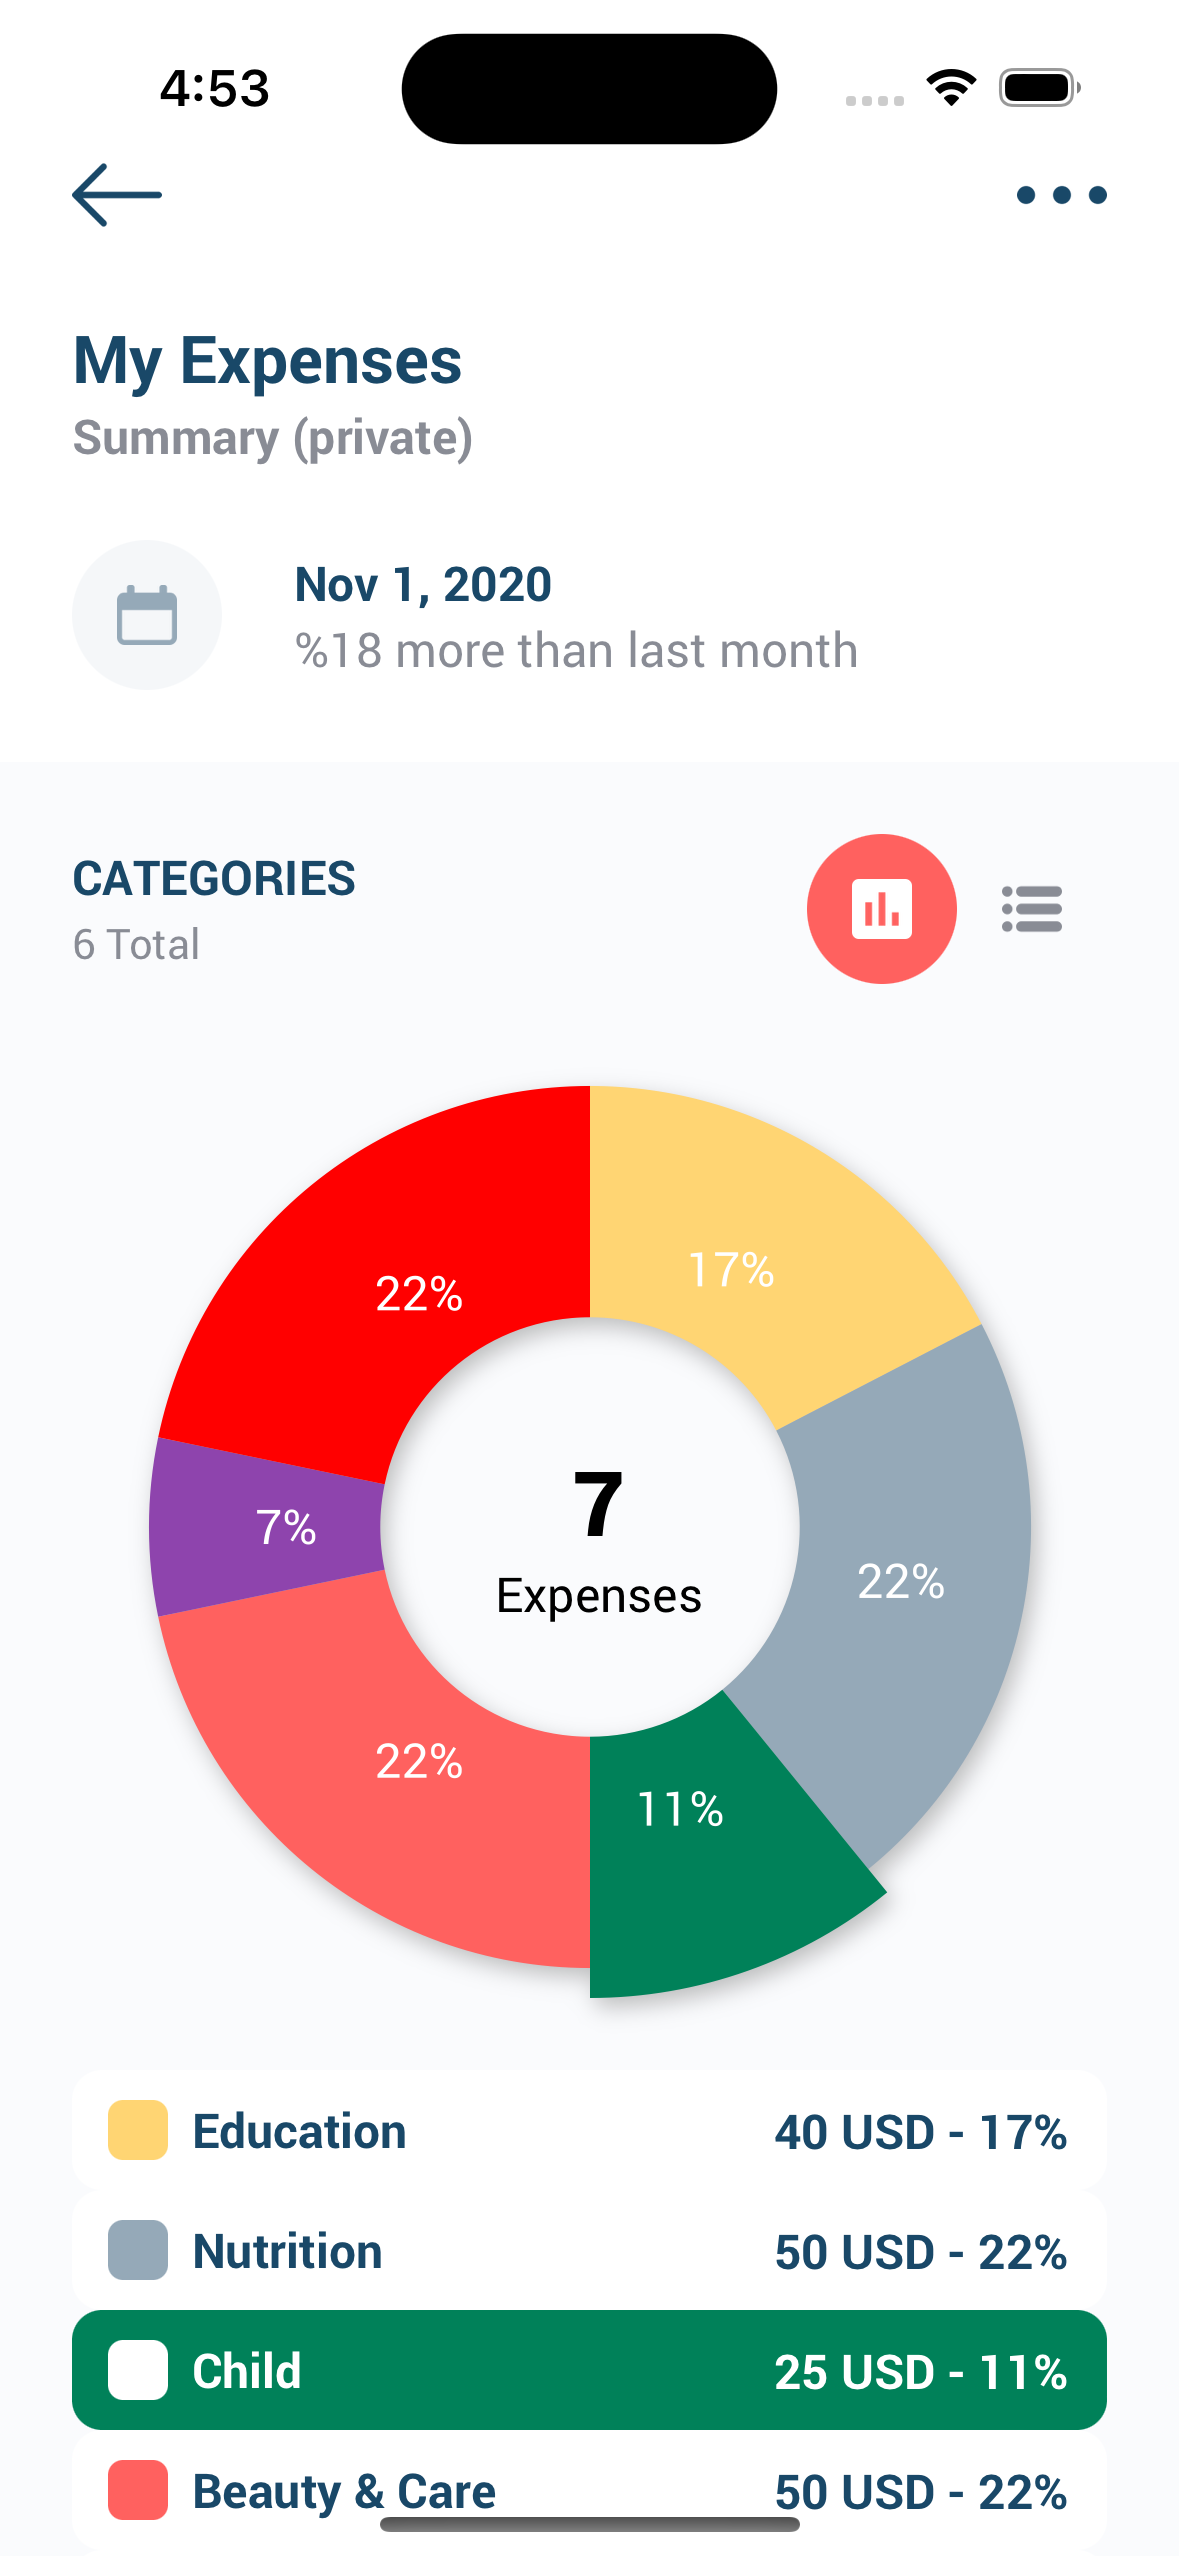 4:53
My Expenses
Summary (private)
Nov 1, 2020
%18 more than last month
CATEGORIES
6 Total
17%
22%
22%
7%
22%
11%
7
Expenses
Education 40 USD - 17%
Nutrition 50 USD - 22%
Child 25 USD - 11%
Beauty & Care 50 USD - 22%